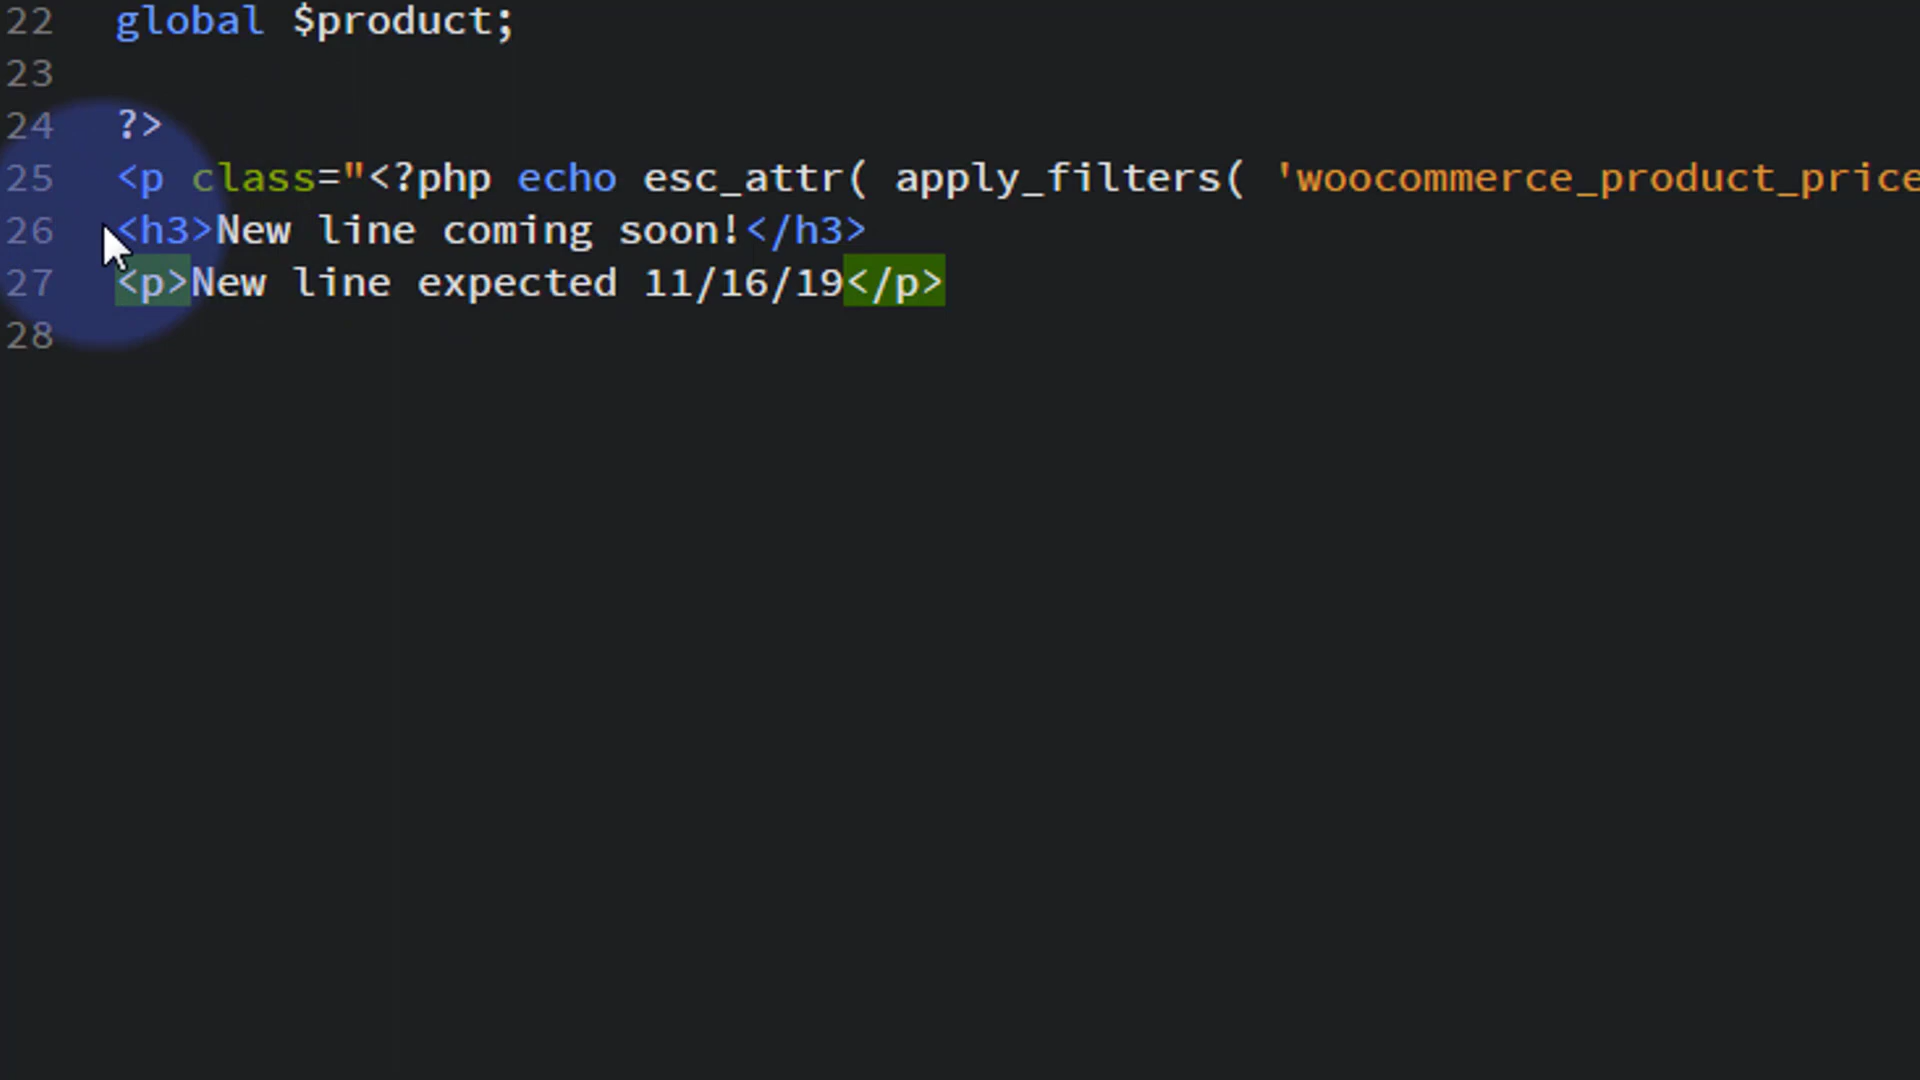 22 global $product;
23
24 ?>
25 <p class="<?php echo esc_attr( apply_filters( 'woocommerce_product_price
26 <h3>New line coming soon!</h3>
27 <p>New line expected 11/16/19</p>
28